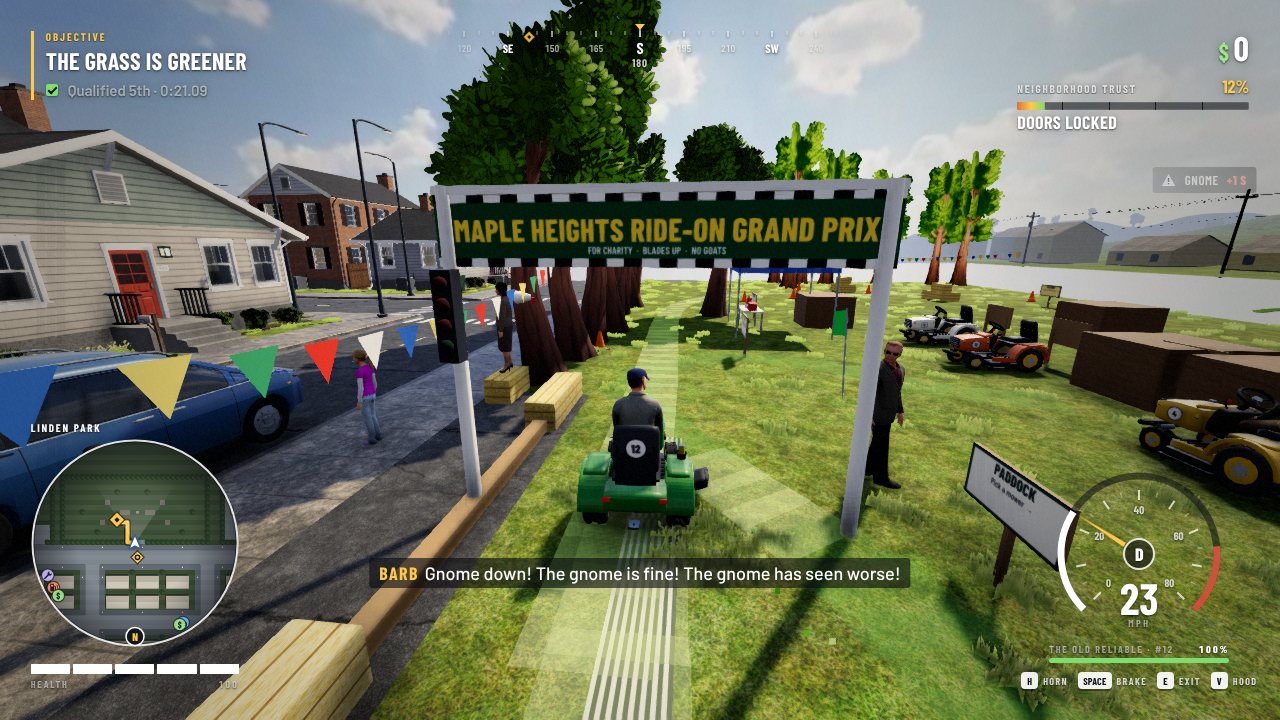 OBJECTIVE
THE GRASS IS GREENER
Qualified 5th · 0:21.09
120 SE 150 165 S 195 210 SW 240
180
$ 0
NEIGHBORHOOD TRUST 12%
DOORS LOCKED
GNOME +1 S
MAPLE HEIGHTS RIDE-ON GRAND PRIX
FOR CHARITY · BLADES UP · NO GOATS
12
PADDOCK
Pick a mower
LINDEN PARK
N
HEALTH 100
BARB Gnome down! The gnome is fine! The gnome has seen worse!
0 20 40 60 80
D
23
MPH
THE OLD RELIABLE · #12 100%
H HORN SPACE BRAKE E EXIT V HOOD